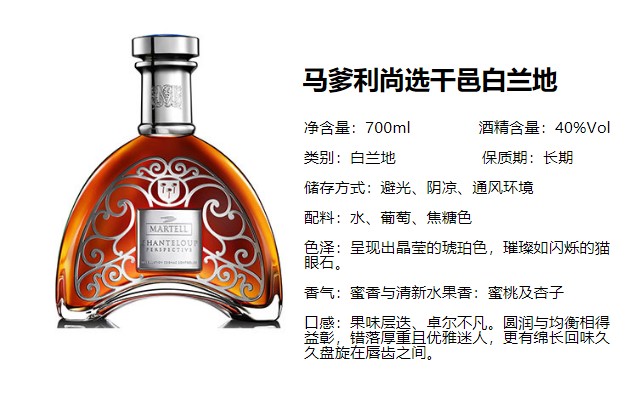 马爹利尚选干邑白兰地
净含量：700ml 酒精含量：40%Vol
类别：白兰地 保质期：长期
储存方式：避光、阴凉、通风环境
配料：水、葡萄、焦糖色
色泽：呈现出晶莹的琥珀色，璀璨如闪烁的猫
眼石。
香气：蜜香与清新水果香：蜜桃及杏子
口感：果味层迭、卓尔不凡。圆润与均衡相得
益彰，错落厚重且优雅迷人，更有绵长回味久
久盘旋在唇齿之间。
MARTELL
CHANTELOUP
PERSPECTIVE